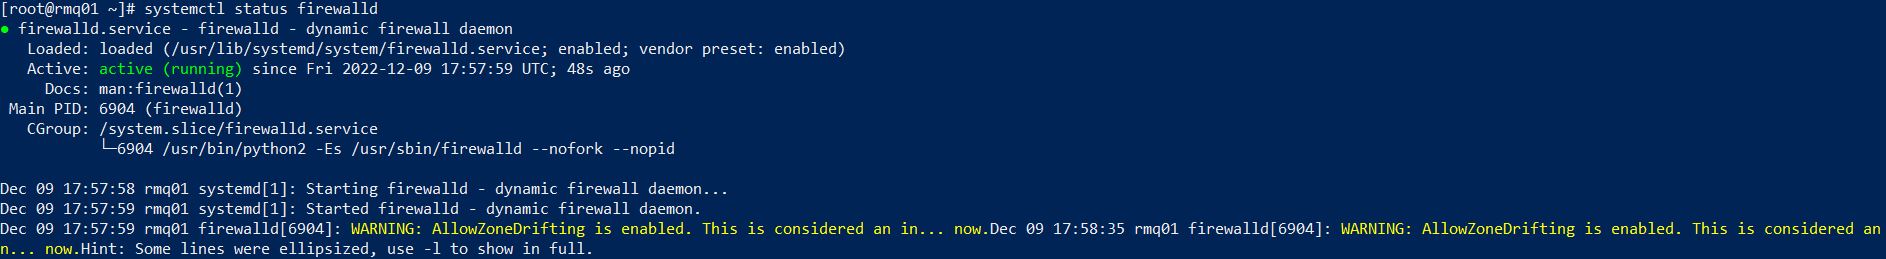 [root@rmq01 ~]# systemctl status firewalld
● firewalld.service - firewalld - dynamic firewall daemon
   Loaded: loaded (/usr/lib/systemd/system/firewalld.service; enabled; vendor preset: enabled)
   Active: active (running) since Fri 2022-12-09 17:57:59 UTC; 48s ago
     Docs: man:firewalld(1)
 Main PID: 6904 (firewalld)
   CGroup: /system.slice/firewalld.service
           └─6904 /usr/bin/python2 -Es /usr/sbin/firewalld --nofork --nopid

Dec 09 17:57:58 rmq01 systemd[1]: Starting firewalld - dynamic firewall daemon...
Dec 09 17:57:59 rmq01 systemd[1]: Started firewalld - dynamic firewall daemon.
Dec 09 17:57:59 rmq01 firewalld[6904]: WARNING: AllowZoneDrifting is enabled. This is considered an in... now.Dec 09 17:58:35 rmq01 firewalld[6904]: WARNING: AllowZoneDrifting is enabled. This is considered an
n... now.Hint: Some lines were ellipsized, use -l to show in full.